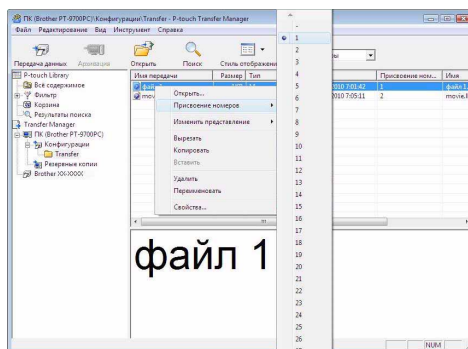 ПК (Brother PT-9700PC)\Конфигурации\Transfer - P-touch Transfer Manager
Файл Редактирование Вид Инструмент Справка
Передача данных Архивация Открыть Поиск Стиль отображения
P-touch Library
Все содержимое
Фильтр
Корзина
Результаты поиска
Transfer Manager
ПК (Brother PT-9700PC)
Конфигурации
Transfer
Резервные копии
Brother XX-XXXX
Имя передачи Размер Тип Присвоение ном... Имя
2010 7:01:42 1 файл 1
2010 7:05:11 2
Открыть...
Присвоение номеров
Изменить представление
Вырезать
Копировать
Вставить
Удалить
Переименовать
Свойства...
-
1
2
3
4
5
6
7
8
9
10
11
12
13
14
15
16
17
18
19
20
21
22
23
24
25
26
файл 1
NUM